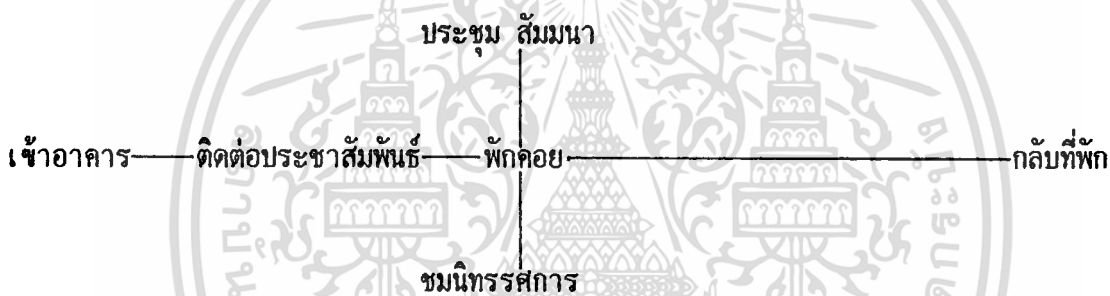 ประชุม สัมมนา
เข้าอาคาร ติดต่อประชาสัมพันธ์ พักคอย กลับที่พัก
ชมนิทรรศการ